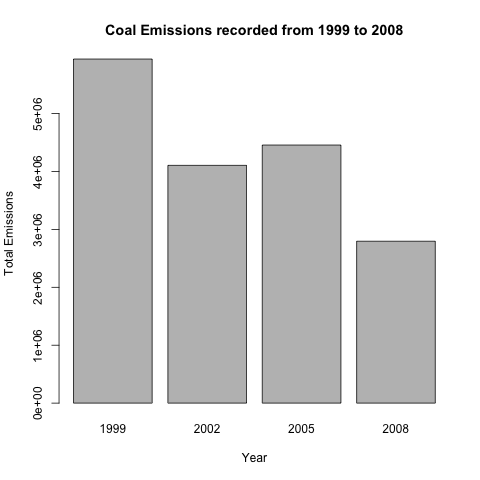 Coal Emissions recorded from 1999 to 2008
Total Emissions
5e+06
4e+06
3e+06
2e+06
1e+06
0e+00
1999 2002 2005 2008
Year